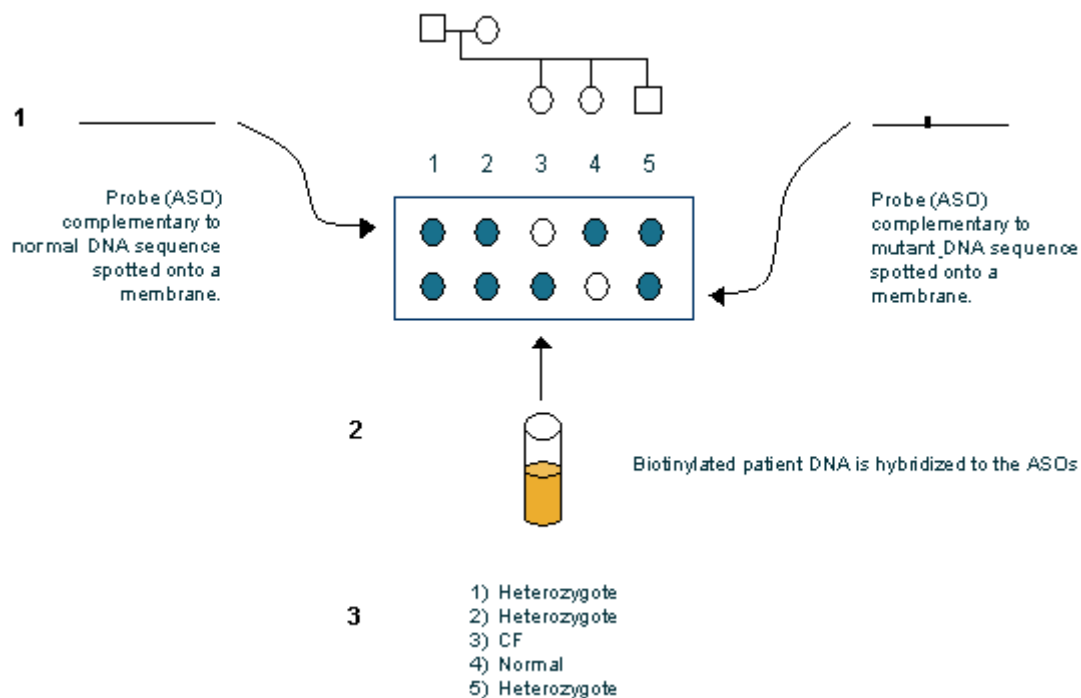 1
1 2 3 4 5
Probe (ASO)
complementary to
normal DNA sequence
spotted onto a
membrane.
Probe (ASO)
complementary to
mutant DNA sequence
spotted onto a
membrane.
2
Biotinylated patient DNA is hybridized to the ASOs
3
1) Heterozygote
2) Heterozygote
3) CF
4) Normal
5) Heterozygote